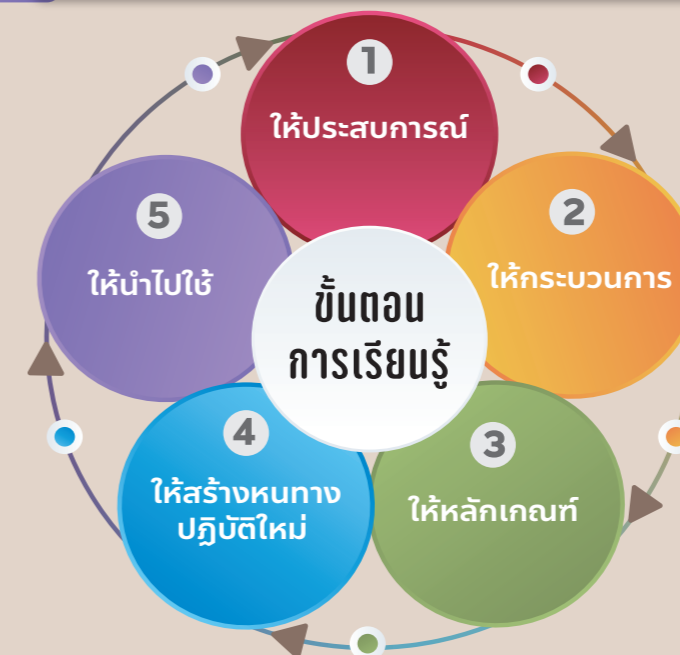 1
ให้ประสบการณ์
2
ให้กระบวนการ
3
ให้หลักเกณฑ์
4
ให้สร้างหนทาง
ปฏิบัติใหม่
5
ให้นำไปใช้
ขั้นตอน
การเรียนรู้